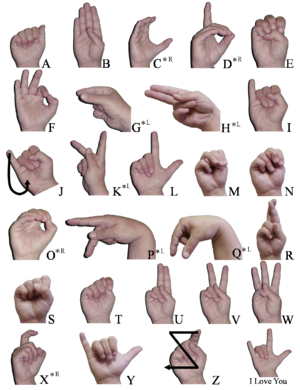 A B C*R D*R E
F G*L H*L I
J K*L L M N
O*R P*L Q*L R
S T U V W
X*R Y Z I Love You